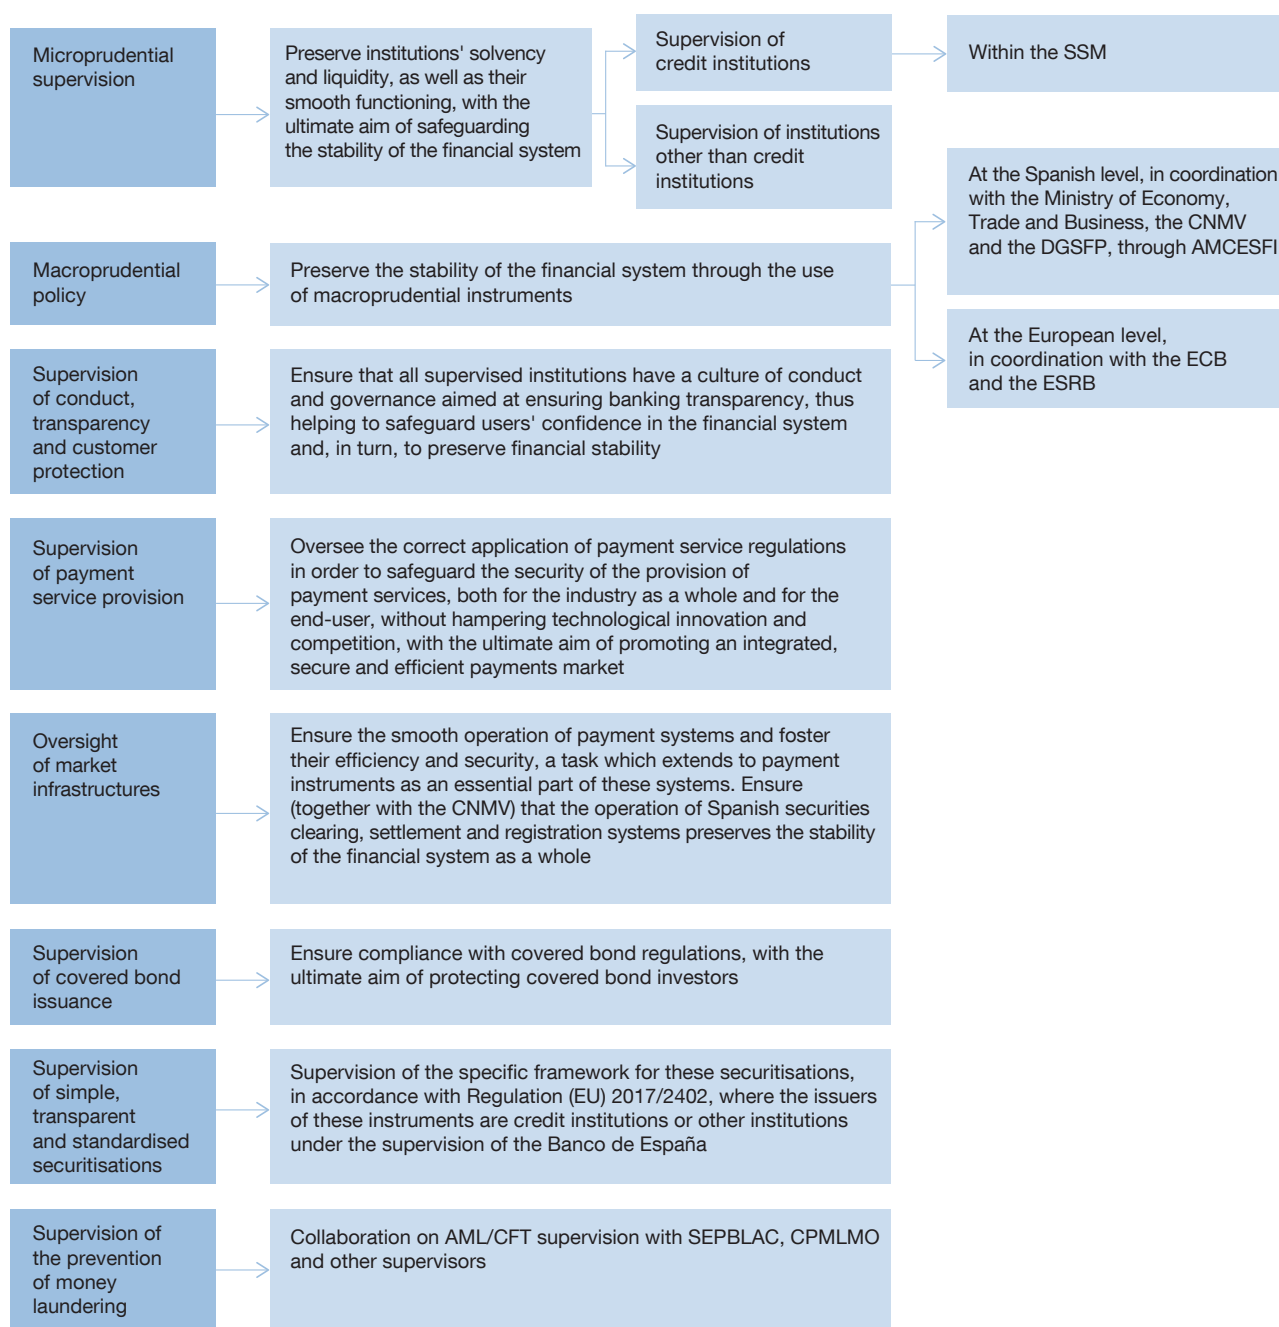 Microprudential
supervision
Preserve institutions' solvency
and liquidity, as well as their
smooth functioning, with the
ultimate aim of safeguarding
the stability of the financial system
Supervision of
credit institutions
Within the SSM
Supervision of institutions
other than credit
institutions
Macroprudential
policy
Preserve the stability of the financial system through the use
of macroprudential instruments
At the Spanish level, in coordination
with the Ministry of Economy,
Trade and Business, the CNMV
and the DGSFP, through AMCESFI
At the European level,
in coordination with the ECB
and the ESRB
Supervision
of conduct,
transparency
and customer
protection
Ensure that all supervised institutions have a culture of conduct
and governance aimed at ensuring banking transparency, thus
helping to safeguard users' confidence in the financial system
and, in turn, to preserve financial stability
Supervision
of payment
service provision
Oversee the correct application of payment service regulations
in order to safeguard the security of the provision of
payment services, both for the industry as a whole and for the
end-user, without hampering technological innovation and
competition, with the ultimate aim of promoting an integrated,
secure and efficient payments market
Oversight
of market
infrastructures
Ensure the smooth operation of payment systems and foster
their efficiency and security, a task which extends to payment
instruments as an essential part of these systems. Ensure
(together with the CNMV) that the operation of Spanish securities
clearing, settlement and registration systems preserves the stability
of the financial system as a whole
Supervision
of covered bond
issuance
Ensure compliance with covered bond regulations, with the
ultimate aim of protecting covered bond investors
Supervision
of simple,
transparent
and standardised
securitisations
Supervision of the specific framework for these securitisations,
in accordance with Regulation (EU) 2017/2402, where the issuers
of these instruments are credit institutions or other institutions
under the supervision of the Banco de España
Supervision of
the prevention
of money
laundering
Collaboration on AML/CFT supervision with SEPBLAC, CPMLMO
and other supervisors